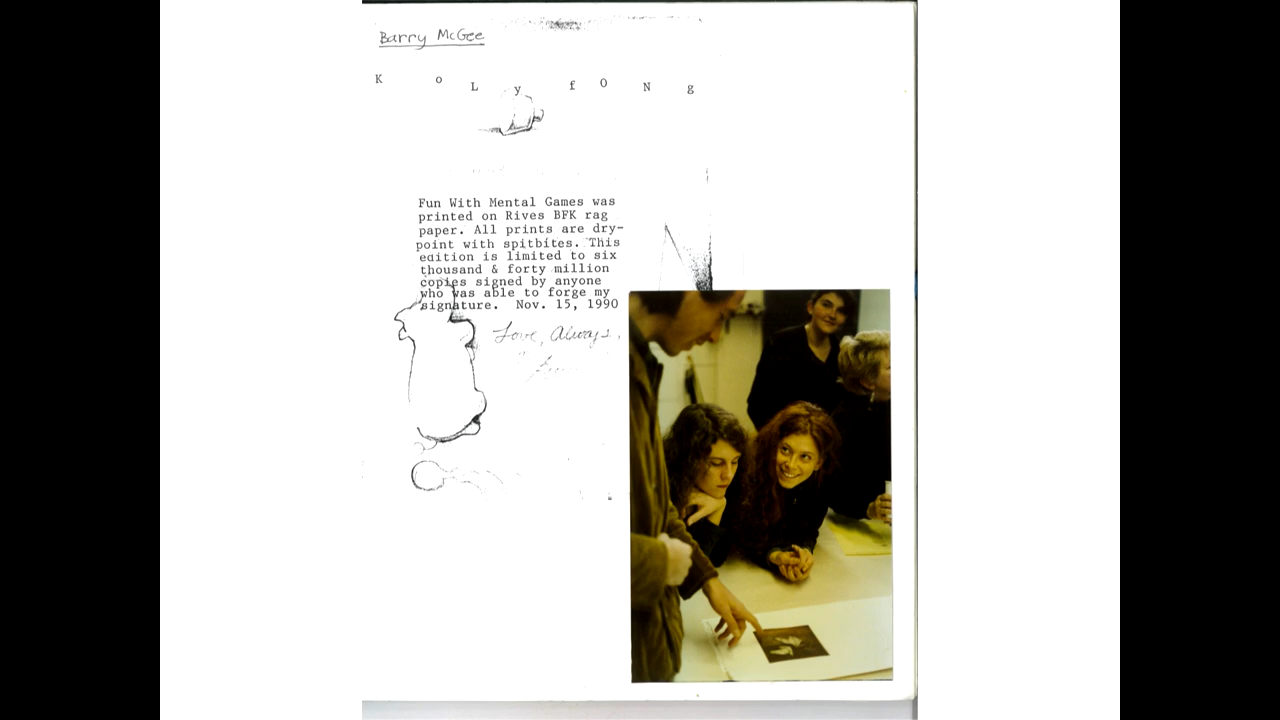 Barry McGee
K o L y f O N g
Fun With Mental Games was
printed on Rives BFK rag
paper. All prints are dry-
point with spitbites. This
edition is limited to six
thousand & forty million
copies signed by anyone
who was able to forge my
signature. Nov. 15, 1990
Love, Always,